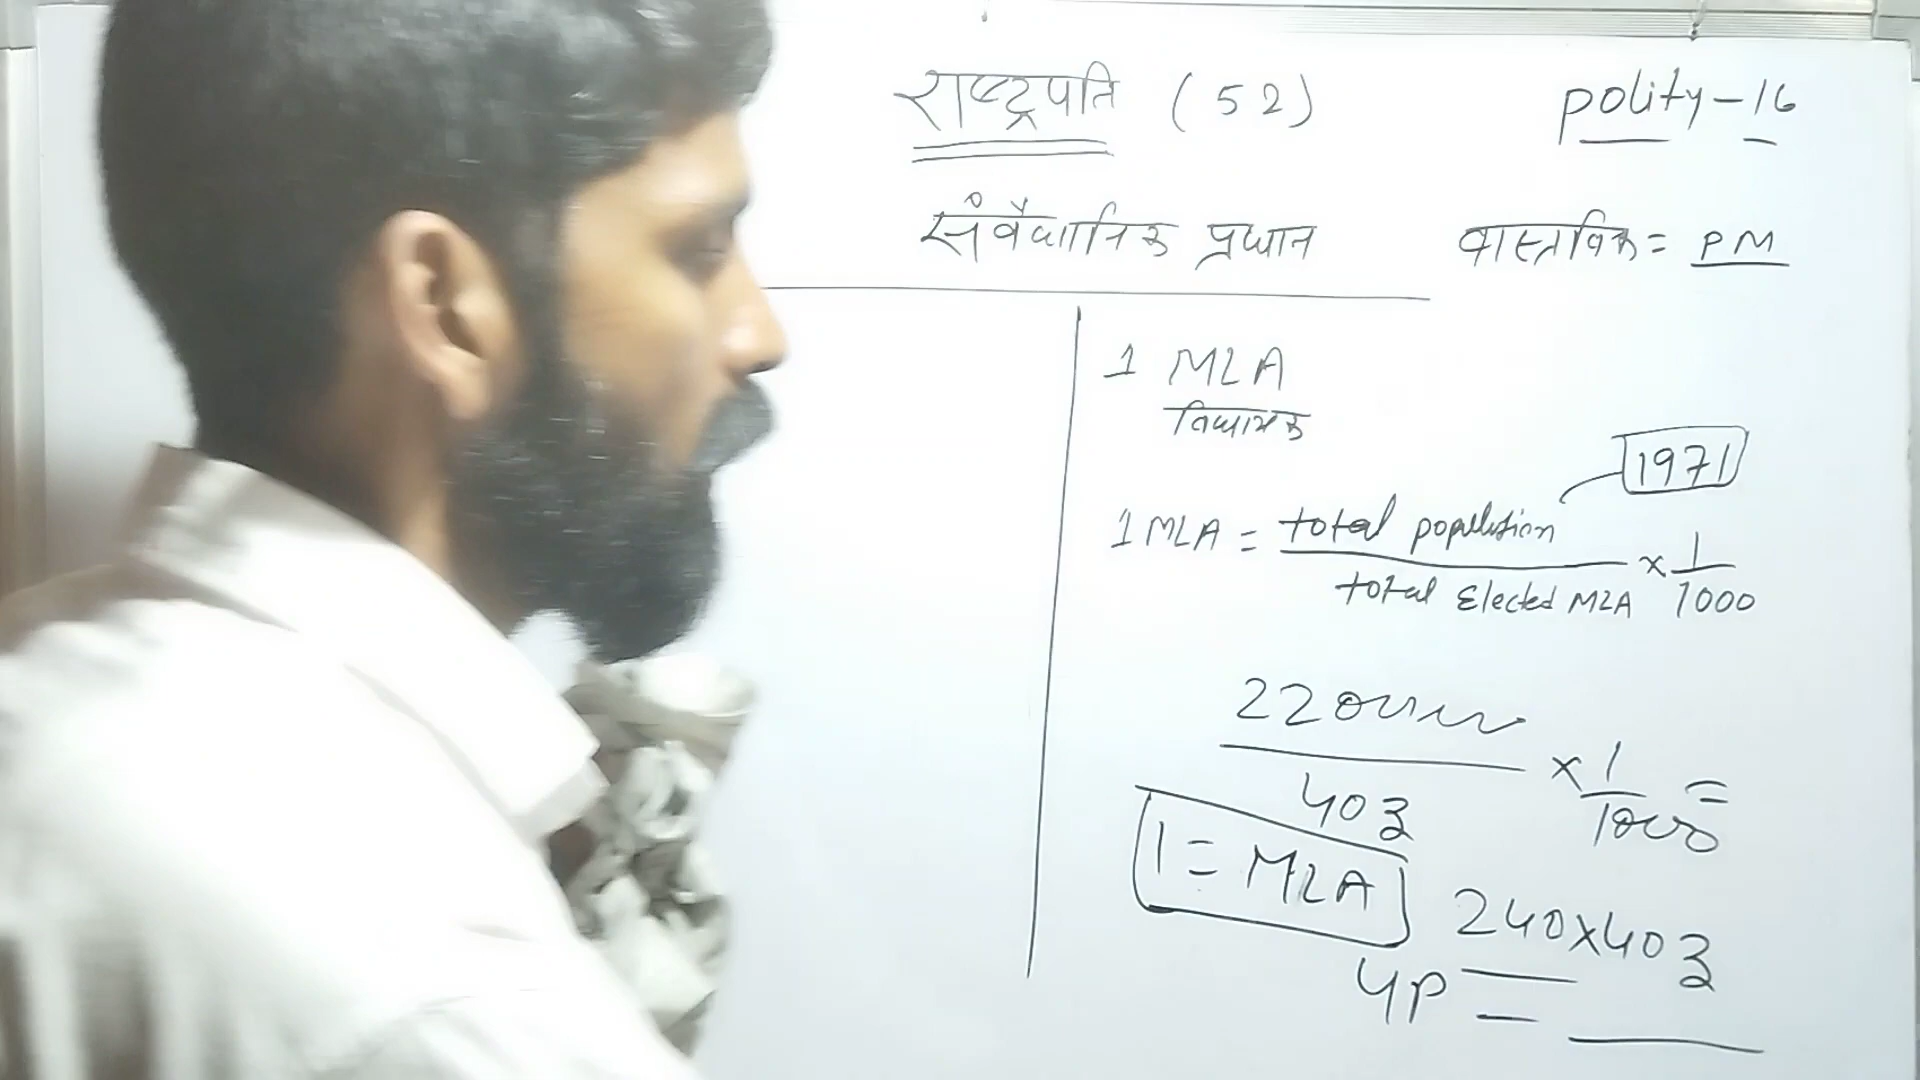 राष्ट्रपति (52)
polity-16
संवैधानिक प्रधान
वास्तविक = PM
1 MLA
विधायक
1971
1 MLA = total population / total Elected MLA × 1/1000
220
403
× 1/1000 =
1 = MLA
240×403
UP =